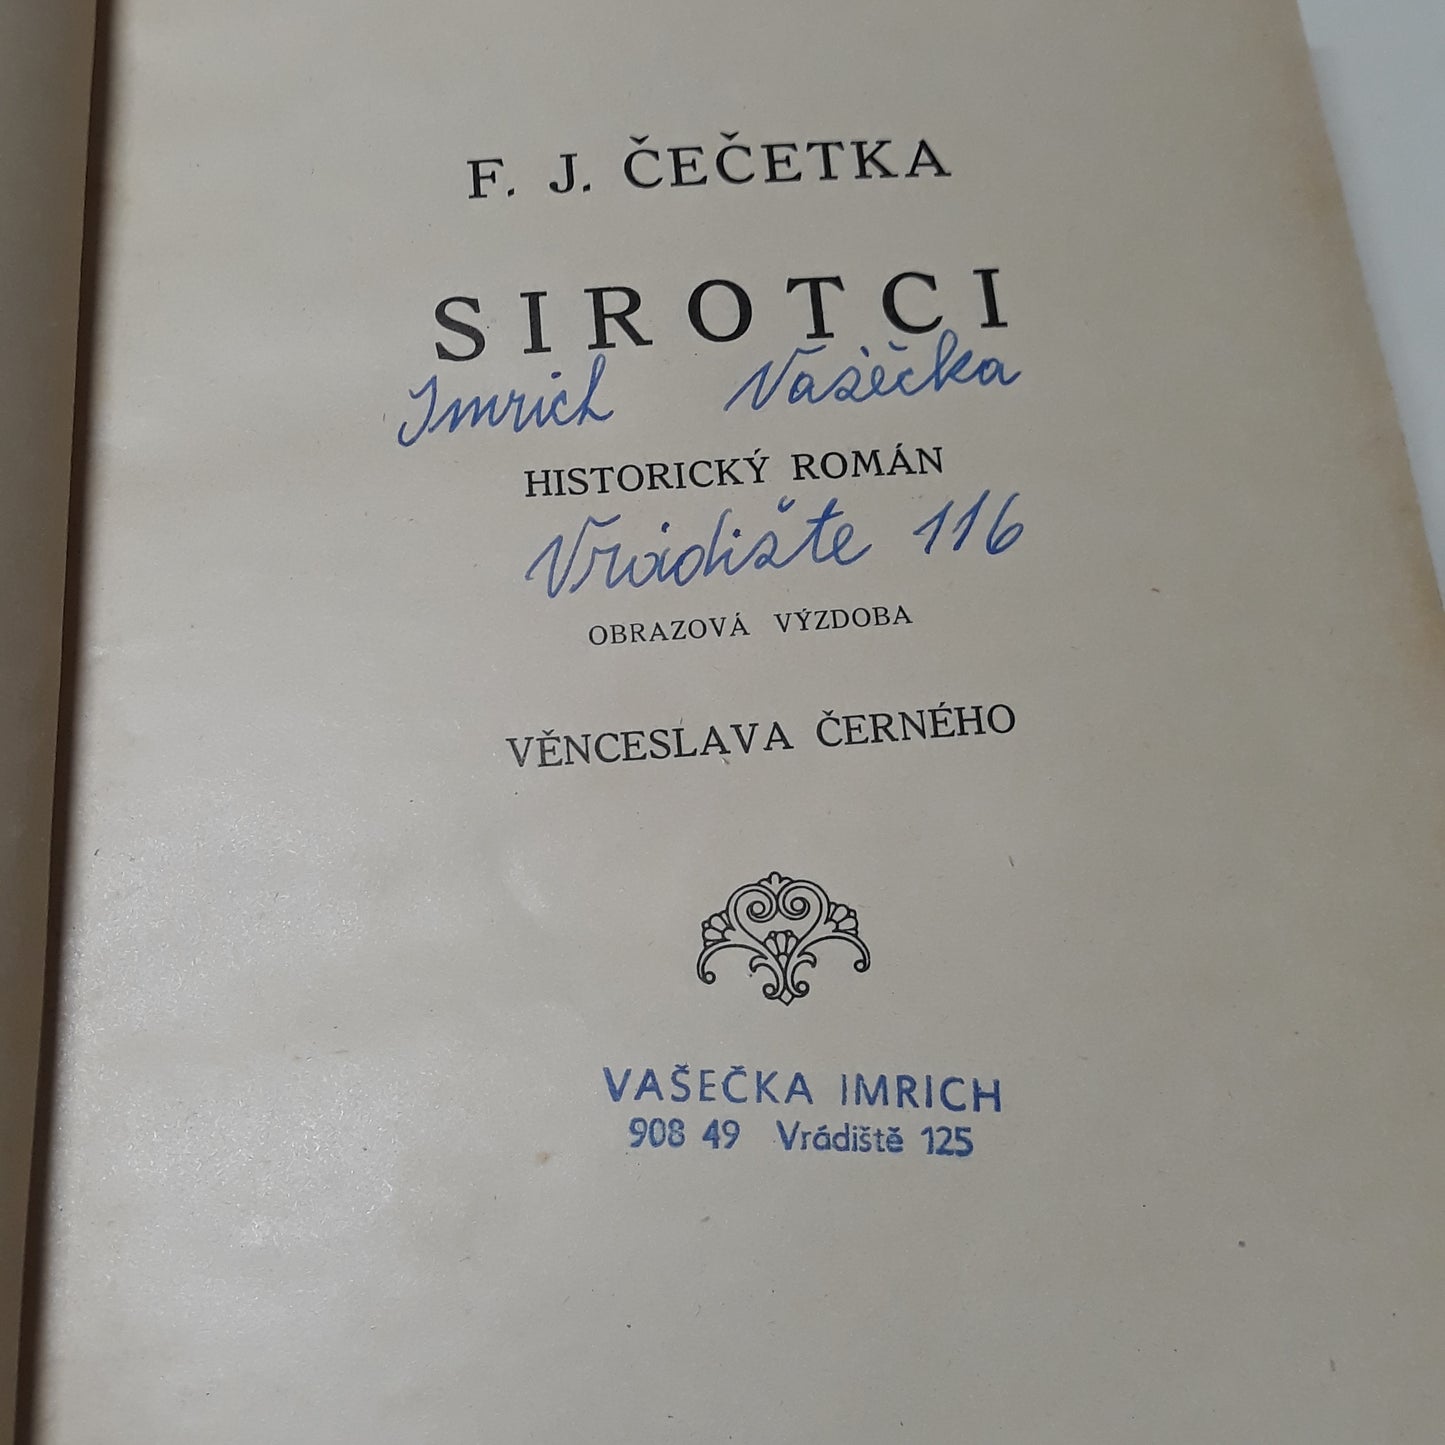 F. J. ČEČETKA
SIROTCI
Imrich Vašečka
HISTORICKÝ ROMÁN
Vrádište 116
OBRAZOVÁ VÝZDOBA
VĚNCESLAVA ČERNÉHO
VAŠEČKA IMRICH
908 49 Vrádiště 125